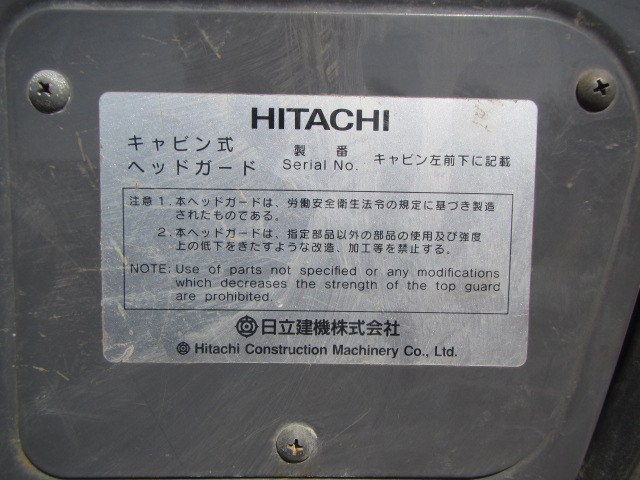 HITACHI
キャビン式
ヘッドガード
製番
Serial No.
キャビン左前下に記載
注意 1. 本ヘッドガードは、労働安全衛生法令の規定に基づき製造
されたものである。
2. 本ヘッドガードは、指定部品以外の部品の使用及び強度
上の低下をきたすような改造、加工等を禁止する。
NOTE: Use of parts not specified or any modifications
which decreases the strength of the top guard
are prohibited.
日立建機株式会社
Hitachi Construction Machinery Co., Ltd.